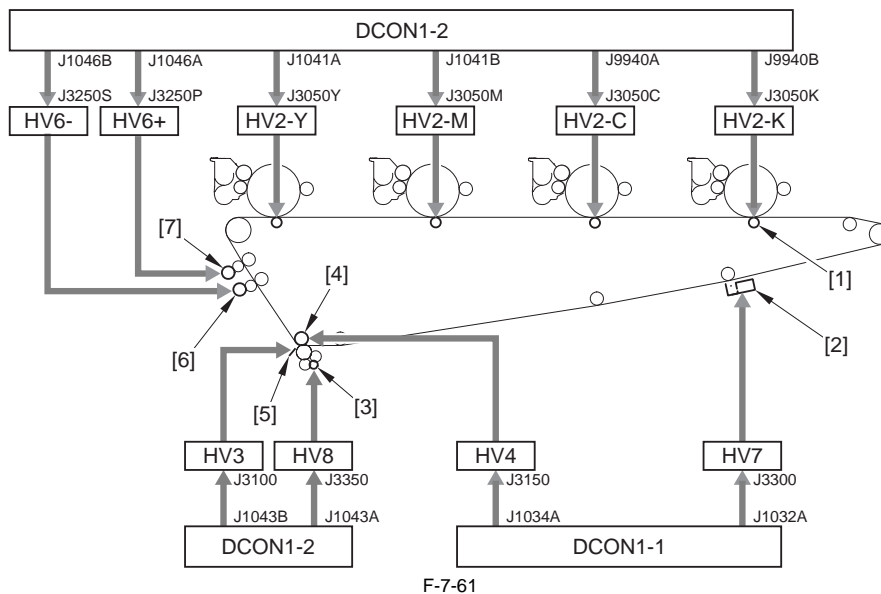 DCON1-2
J1046B J1046A J1041A J1041B J9940A J9940B
J3250S J3250P J3050Y J3050M J3050C J3050K
HV6- HV6+ HV2-Y HV2-M HV2-C HV2-K
[7]
[4]
[1]
[6]
[2]
[5]
[3]
HV3 HV8 HV4 HV7
J3100 J3350 J3150 J3300
J1043B J1043A J1034A J1032A
DCON1-2 DCON1-1
F-7-61